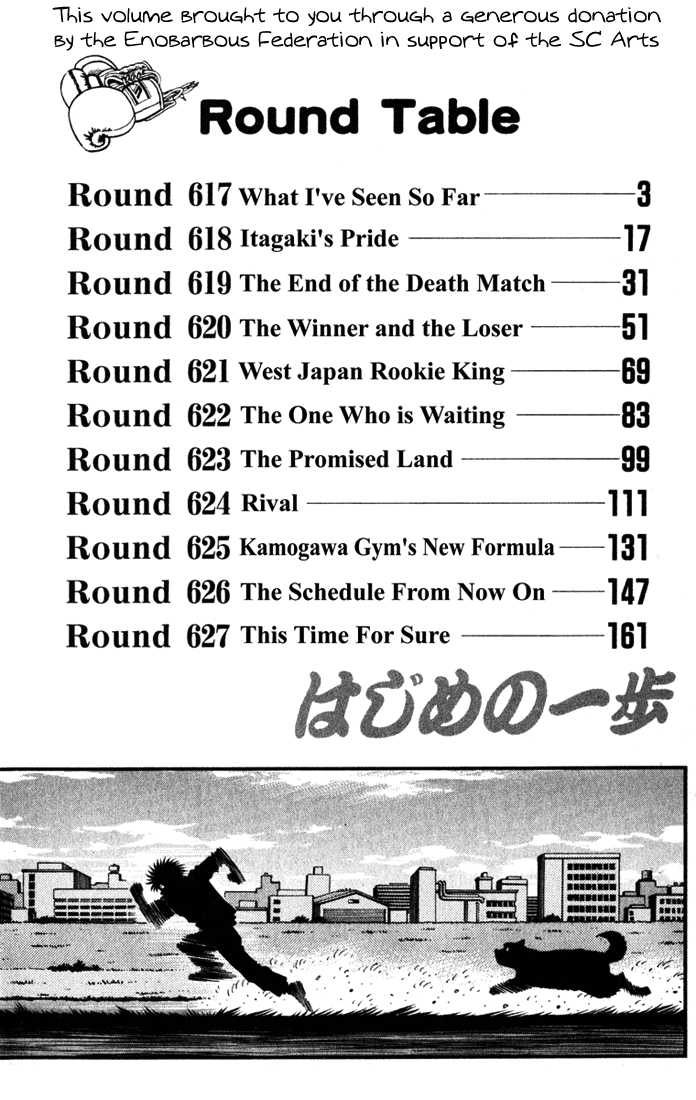 This volume brought to you through a generous donation
by the Enobarbous Federation in support of the SC Arts
Round Table
Round 617 What I've Seen So Far 3
Round 618 Itagaki's Pride 17
Round 619 The End of the Death Match 31
Round 620 The Winner and the Loser 51
Round 621 West Japan Rookie King 69
Round 622 The One Who is Waiting 83
Round 623 The Promised Land 99
Round 624 Rival 111
Round 625 Kamogawa Gym's New Formula 131
Round 626 The Schedule From Now On 147
Round 627 This Time For Sure 161
はじめの一歩